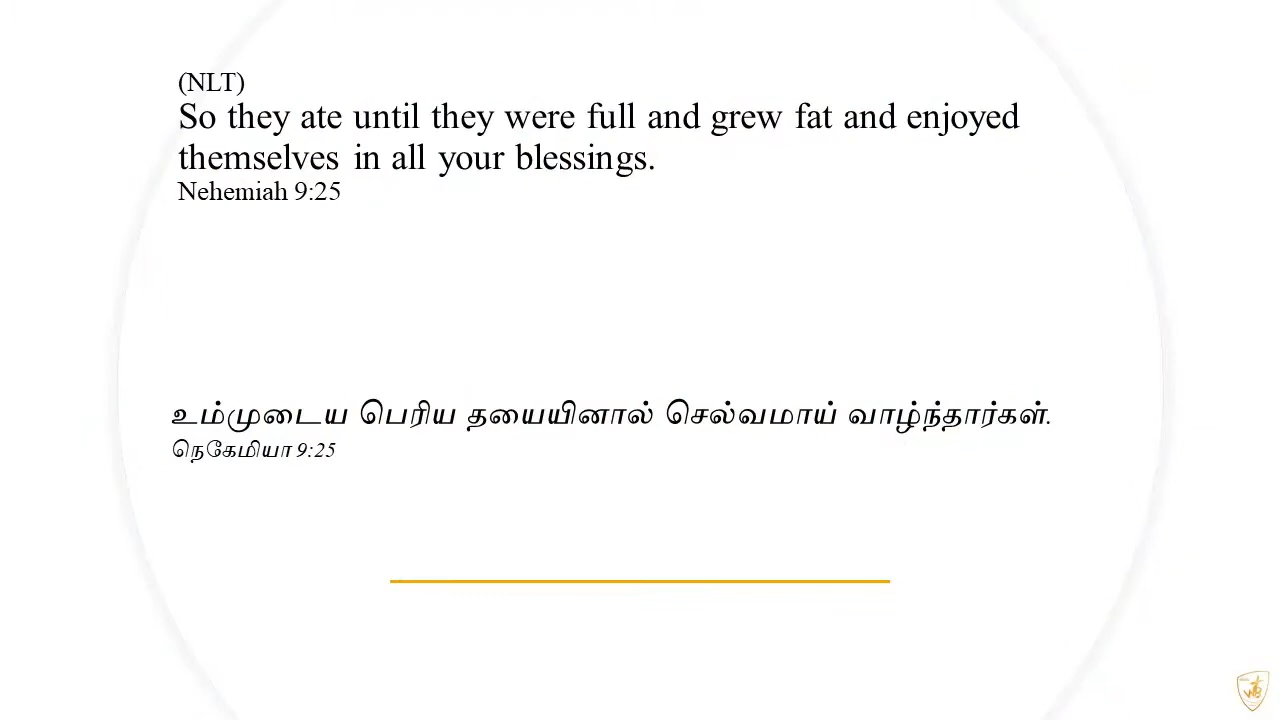 (NLT)
So they ate until they were full and grew fat and enjoyed
themselves in all your blessings.
Nehemiah 9:25
உம்முடைய பெரிய தயையினால் செல்வமாய் வாழ்ந்தார்கள்.
நெகேமியா 9:25